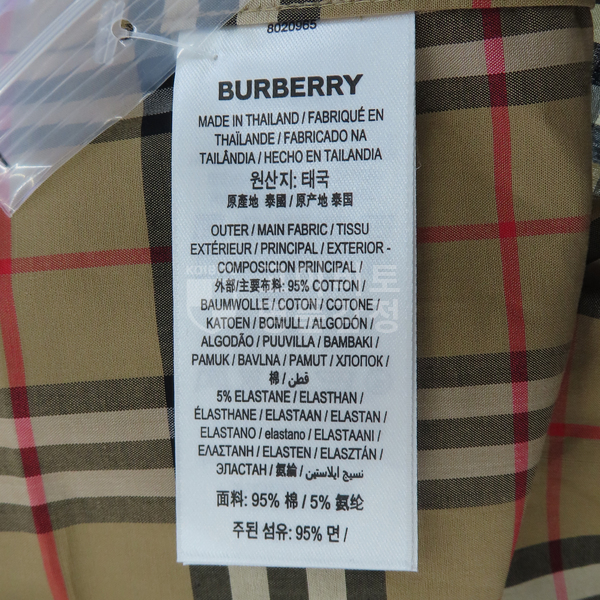 8020965
BURBERRY
MADE IN THAILAND / FABRIQUÉ EN
THAÏLANDE / FABRICADO NA
TAILÂNDIA / HECHO EN TAILANDIA
원산지: 태국
原產地 泰國 / 原产地 泰国
OUTER / MAIN FABRIC / TISSU
EXTÉRIEUR / PRINCIPAL / EXTERIOR -
COMPOSICION PRINCIPAL /
外部/主要布料: 95% COTTON /
BAUMWOLLE / COTON / COTONE /
KATOEN / BOMULL / ALGODÓN /
ALGODÃO / PUUVILLA / BAMBAKI /
PAMUK / BAVLNA / PAMUT / ХЛОПОК /
棉 / قطن /
5% ELASTANE / ELASTHAN /
ÉLASTHANE / ELASTAAN / ELASTAN /
ELASTANO / elastano / ELASTAANI /
ΕΛΑΣΤΑΝΗ / ELASTEN / ELASZTÁN /
ЭЛАСТАН / 氨綸 / نسيج ايلاستين /
面料: 95% 棉 / 5% 氨纶
주된 섬유: 95% 면 /